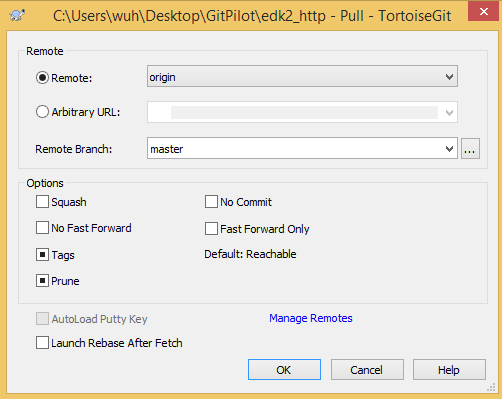 C:\Users\wuh\Desktop\GitPilot\edk2_http - Pull - TortoiseGit
Remote
Remote:
origin
Arbitrary URL:
Remote Branch:
master
...
Options
Squash
No Commit
No Fast Forward
Fast Forward Only
Tags
Default: Reachable
Prune
AutoLoad Putty Key
Manage Remotes
Launch Rebase After Fetch
OK
Cancel
Help